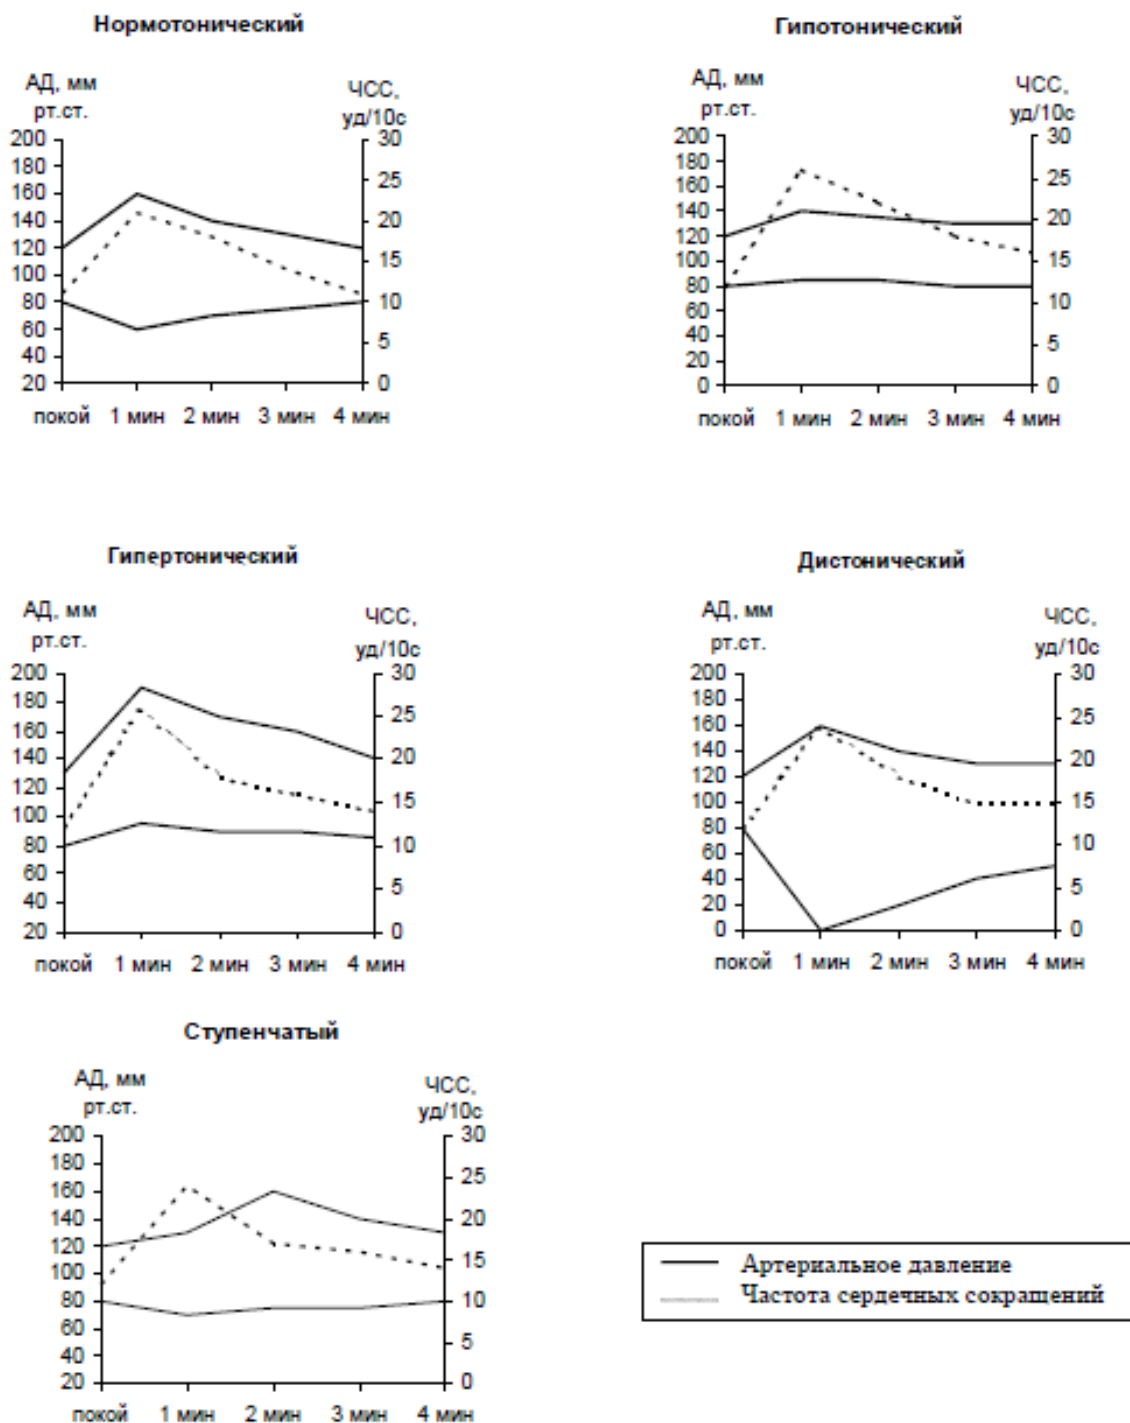 Нормотонический
АД, мм
рт.ст.
ЧСС,
уд/10с
200
180
160
140
120
100
80
60
40
20
30
25
20
15
10
5
0
покой 1 мин 2 мин 3 мин 4 мин
Гипотонический
АД, мм
рт.ст.
ЧСС,
уд/10с
200
180
160
140
120
100
80
60
40
20
0
30
25
20
15
10
5
0
покой 1 мин 2 мин 3 мин 4 мин
Гипертонический
АД, мм
рт.ст.
ЧСС,
уд/10с
200
180
160
140
120
100
80
60
40
20
30
25
20
15
10
5
0
покой 1 мин 2 мин 3 мин 4 мин
Дистонический
АД, мм
рт.ст.
ЧСС,
уд/10с
200
180
160
140
120
100
80
60
40
20
0
30
25
20
15
10
5
0
покой 1 мин 2 мин 3 мин 4 мин
Ступенчатый
АД, мм
рт.ст.
ЧСС,
уд/10с
200
180
160
140
120
100
80
60
40
20
30
25
20
15
10
5
0
покой 1 мин 2 мин 3 мин 4 мин
Артериальное давление
Частота сердечных сокращений